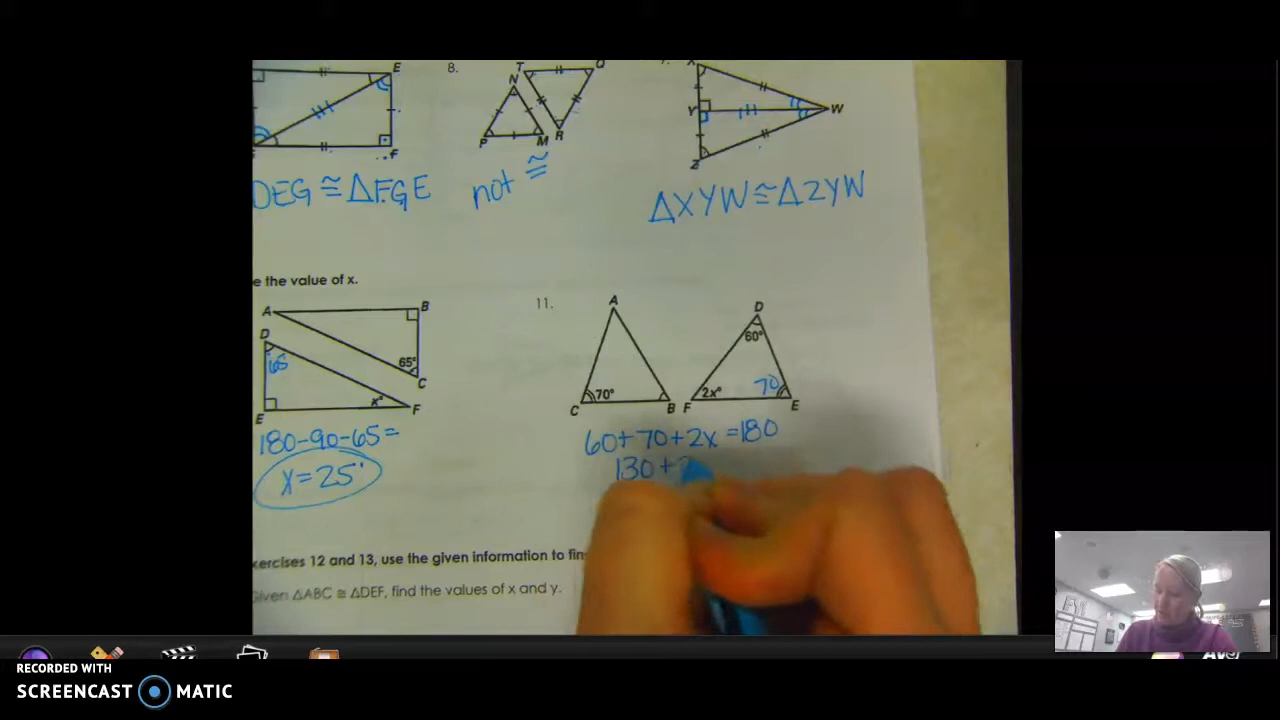 E
8.
T
Q
N
P
M
R
F
X
Y
W
Z
DEG ≅ ΔFGE
not ≅
ΔXYW ≅ ΔZYW
e the value of x.
A
B
D
65
65°
C
E
x°
F
180-90-65=
x=25°
11.
A
70°
C
B
D
60°
2x°
70
F
E
60+70+2x=180
130+2
xercises 12 and 13, use the given information to fin
Given ΔABC ≅ ΔDEF, find the values of x and y.
RECORDED WITH
SCREENCAST MATIC